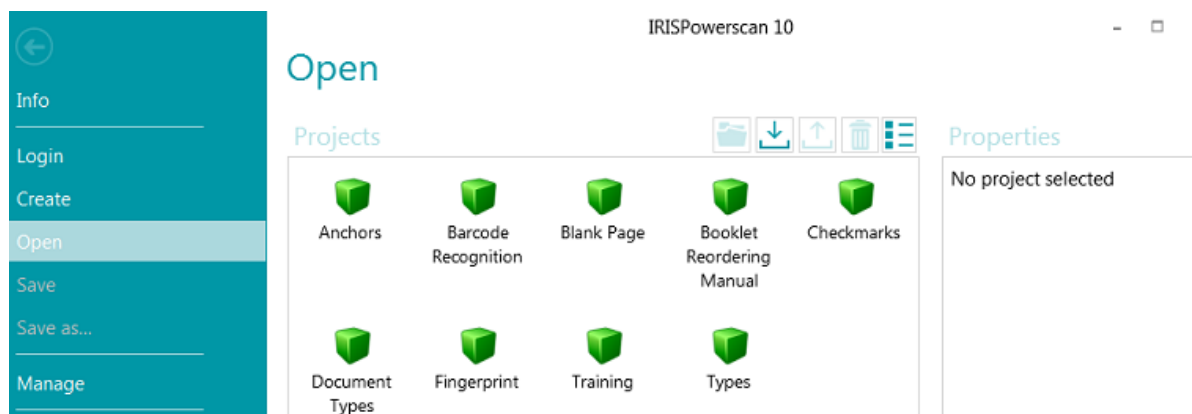 IRISPowerscan 10
Info
Login
Create
Open
Save
Save as...
Manage
Open
Projects
Anchors
Barcode
Recognition
Blank Page
Booklet
Reordering
Manual
Checkmarks
Document
Types
Fingerprint
Training
Types
Properties
No project selected